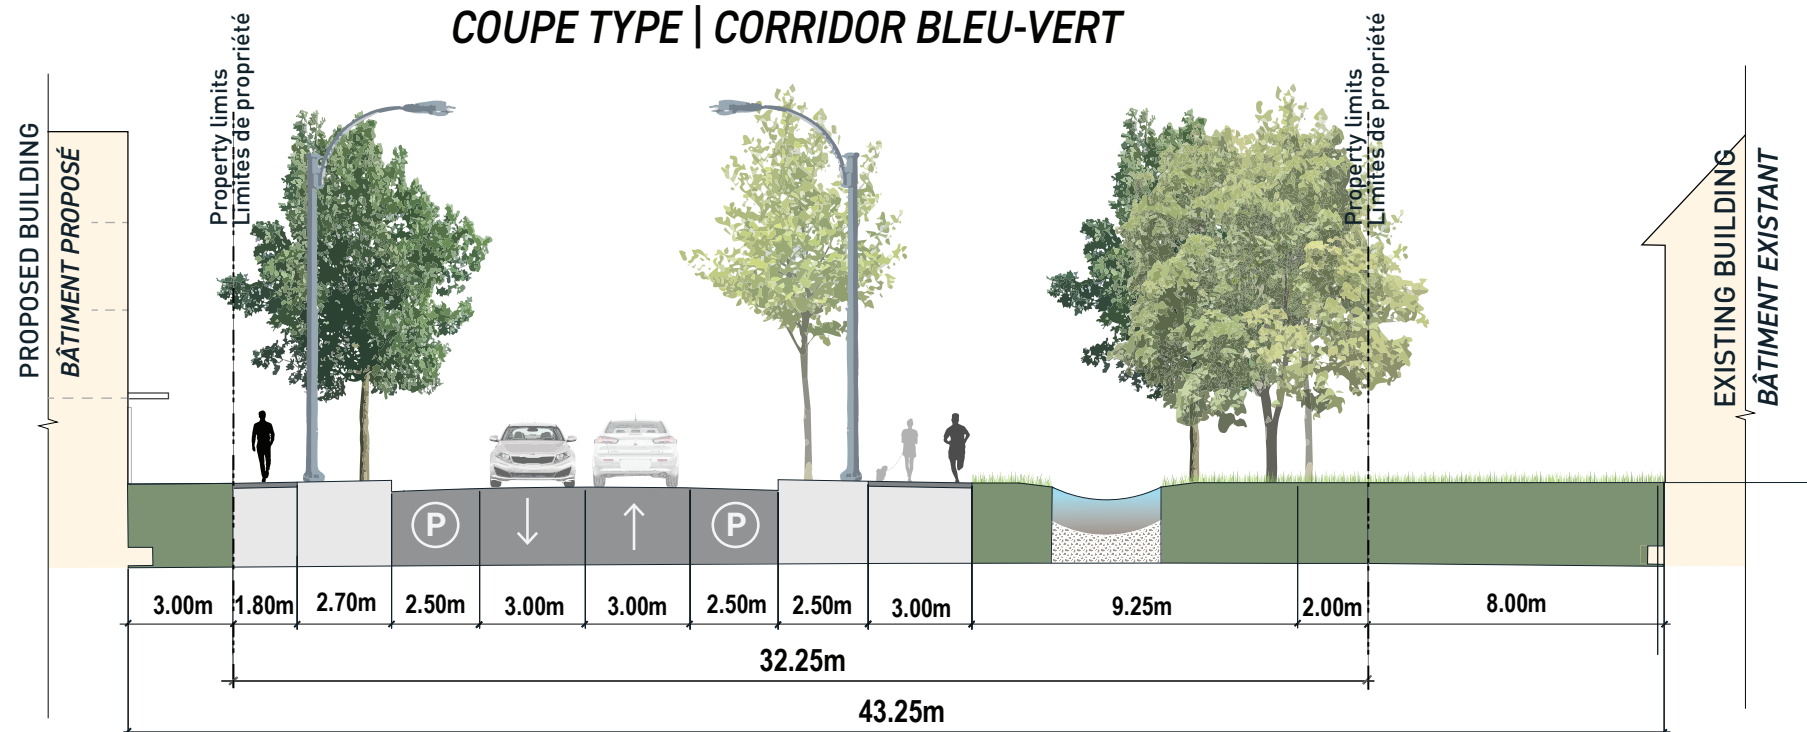 COUPE TYPE | CORRIDOR BLEU-VERT
PROPOSED BUILDING
BÂTIMENT PROPOSÉ
Property limits
Limites de propriété
Property limits
Limites de propriété
EXISTING BUILDING
BÂTIMENT EXISTANT
P
P
3.00m
1.80m
2.70m
2.50m
3.00m
3.00m
2.50m
2.50m
3.00m
9.25m
2.00m
8.00m
32.25m
43.25m